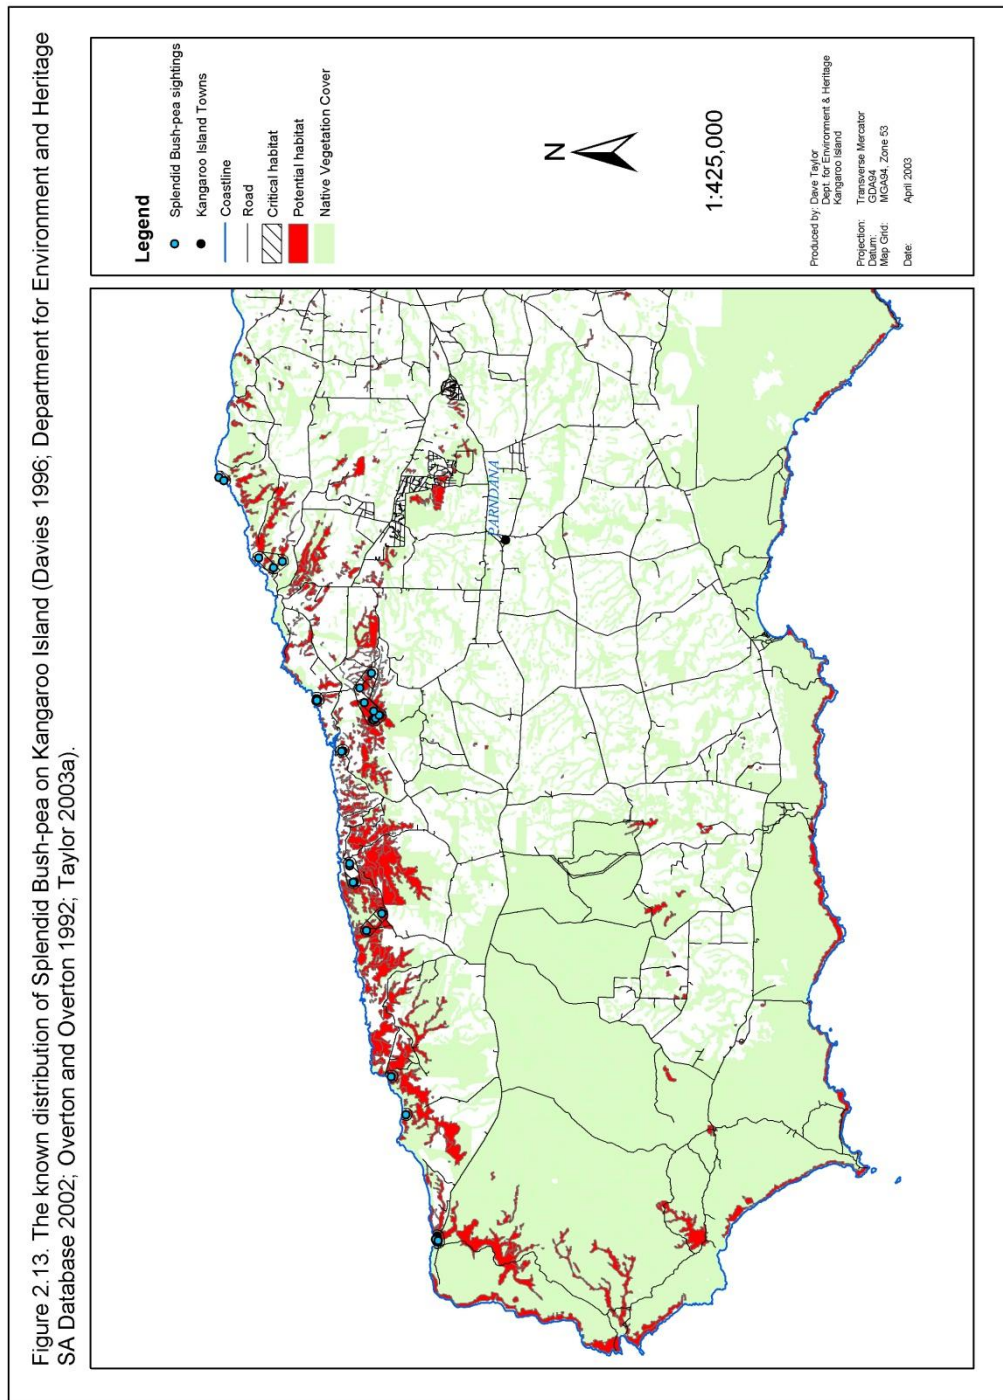 Figure 2.13. The known distribution of Splendid Bush-pea on Kangaroo Island (Davies 1996; Department for Environment and Heritage
SA Database 2002; Overton and Overton 1992; Taylor 2003a).
PARNDANA
Legend
Splendid Bush-pea sightings
Kangaroo Island Towns
Coastline
Road
Critical habitat
Potential habitat
Native Vegetation Cover
N
1:425,000
Produced by: Dave Taylor
Dept. for Environment & Heritage
Kangaroo Island
Projection: Transverse Mercator
Datum: GDA94
Map Grid: MGA94, Zone 53
Date: April 2003